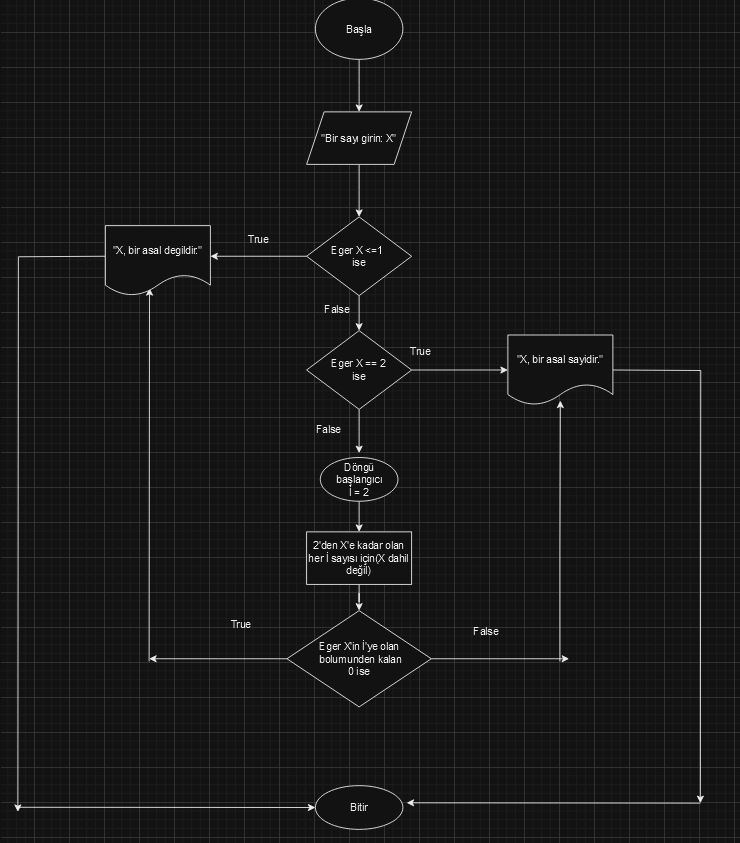 Başla
"Bir sayı girin: X"
True
"X, bir asal degildir."
Eger X <=1
ise
False
True
Eger X == 2
ise
"X, bir asal sayidir."
False
Döngü
başlangıcı
İ = 2
2'den X'e kadar olan
her İ sayısı için(X dahil
değil)
True
False
Eger X'in İ'ye olan
bolumunden kalan
0 ise
Bitir